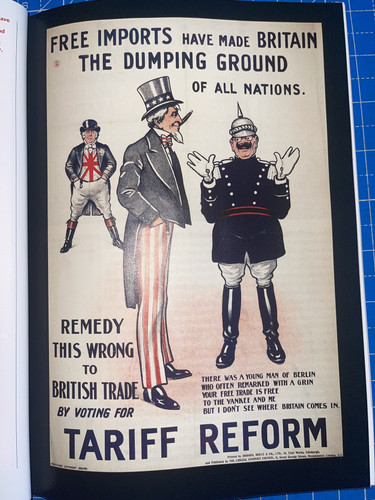 FREE IMPORTS HAVE MADE BRITAIN
THE DUMPING GROUND
OF ALL NATIONS.
REMEDY
THIS WRONG
TO
BRITISH TRADE
BY VOTING FOR
THERE WAS A YOUNG MAN OF BERLIN
WHO OFTEN REMARKED WITH A GRIN
YOUR FREE TRADE IS FREE
TO THE YANKEE AND ME
BUT I DON'T SEE WHERE BRITAIN COMES IN.
TARIFF REFORM